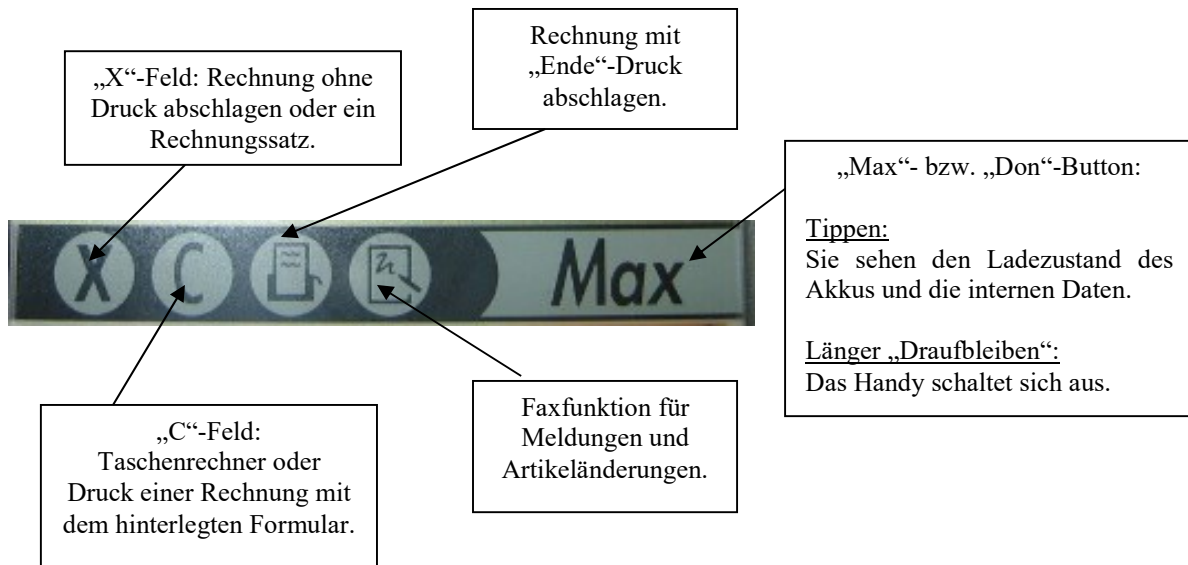 Rechnung mit
„Ende“-Druck
abschlagen.
„X“-Feld: Rechnung ohne
Druck abschlagen oder ein
Rechnungssatz.
„Max“- bzw. „Don“-Button:
Tippen:
Sie sehen den Ladezustand des
Akkus und die internen Daten.
Länger „Draufbleiben“:
Das Handy schaltet sich aus.
X C Max
„C“-Feld:
Taschenrechner oder
Druck einer Rechnung mit
dem hinterlegten Formular.
Faxfunktion für
Meldungen und
Artikeländerungen.